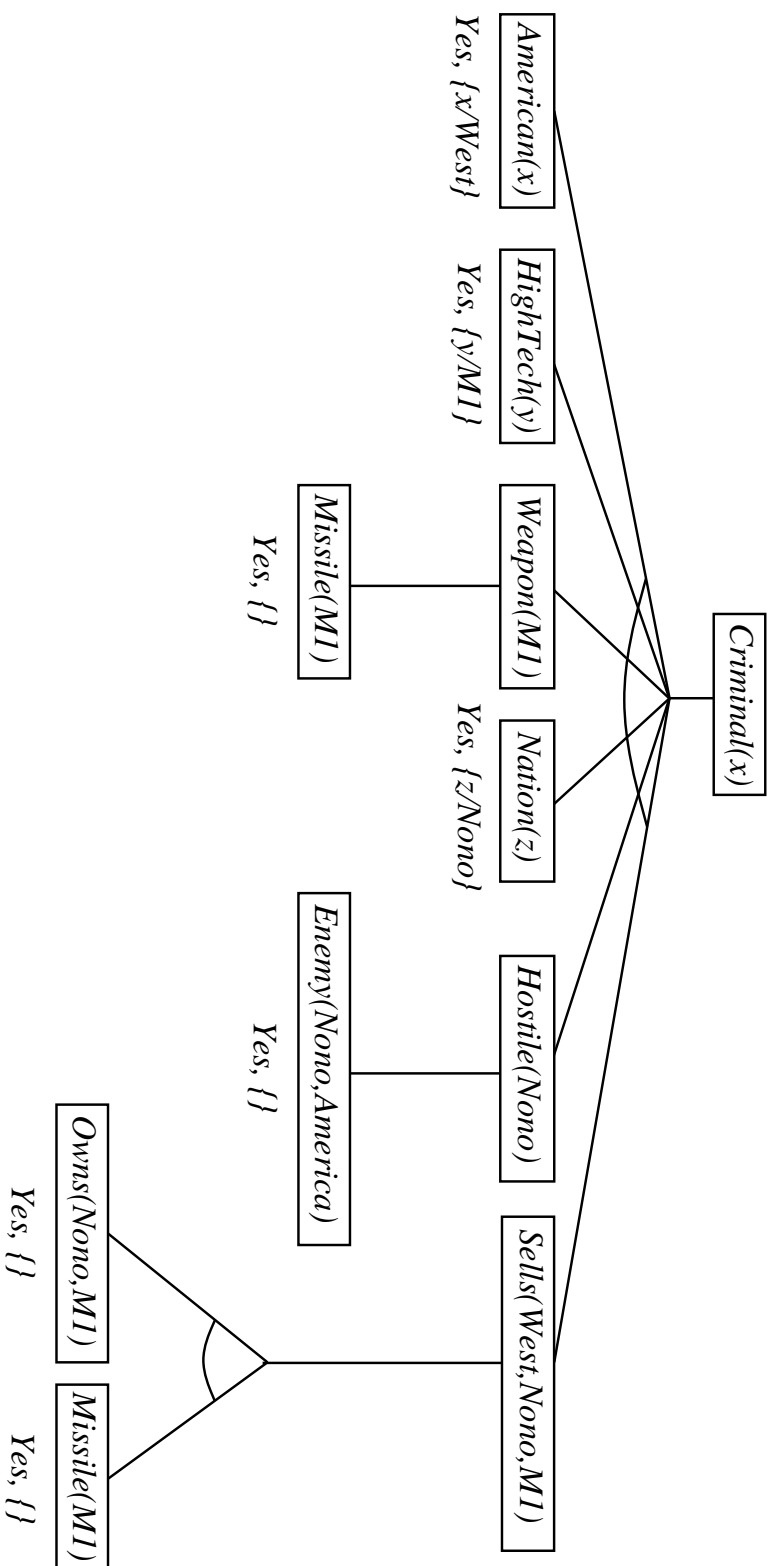 Criminal(x)
American(x)
Yes, {x/West}
HighTech(y)
Yes, {y/M1}
Weapon(M1)
Nation(z)
Yes, {z/Nono}
Hostile(Nono)
Sells(West,Nono,M1)
Missile(M1)
Yes, {}
Enemy(Nono,America)
Yes, {}
Owns(Nono,M1)
Yes, {}
Missile(M1)
Yes, {}